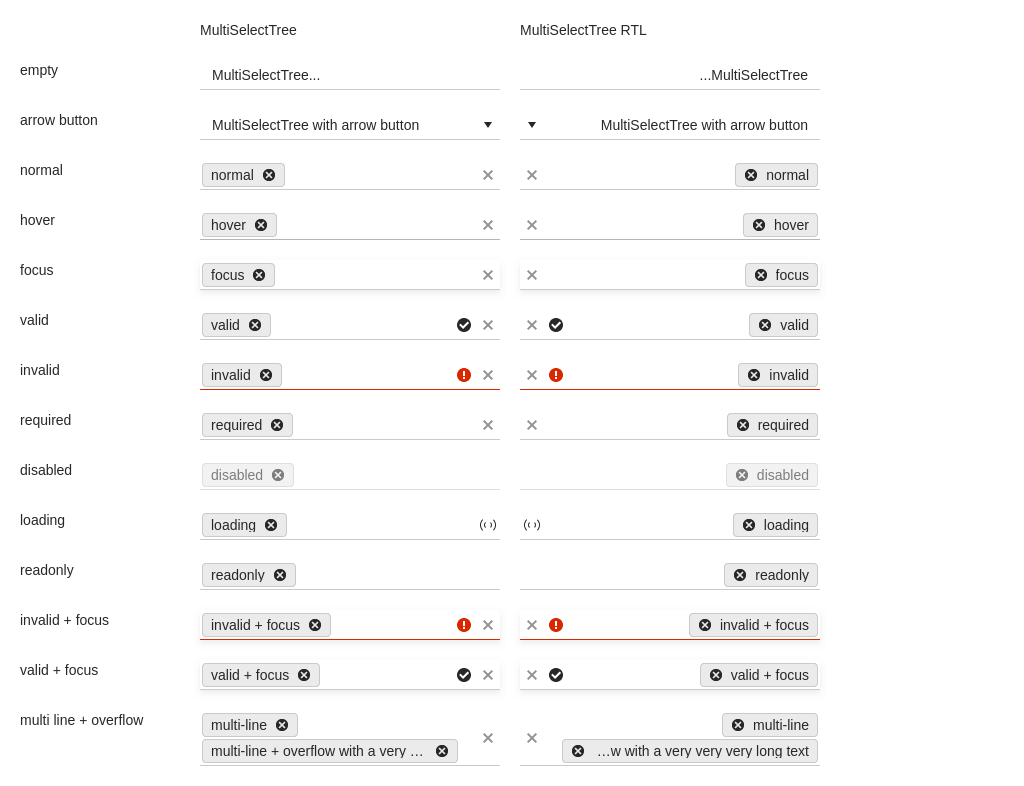 MultiSelectTree MultiSelectTree RTL
empty MultiSelectTree... ...MultiSelectTree
arrow button MultiSelectTree with arrow button MultiSelectTree with arrow button
normal normal normal
hover hover hover
focus focus focus
valid valid valid
invalid invalid invalid
required required required
disabled disabled disabled
loading loading loading
readonly readonly readonly
invalid + focus invalid + focus invalid + focus
valid + focus valid + focus valid + focus
multi line + overflow multi-line multi-line
multi-line + overflow with a very … …w with a very very very long text